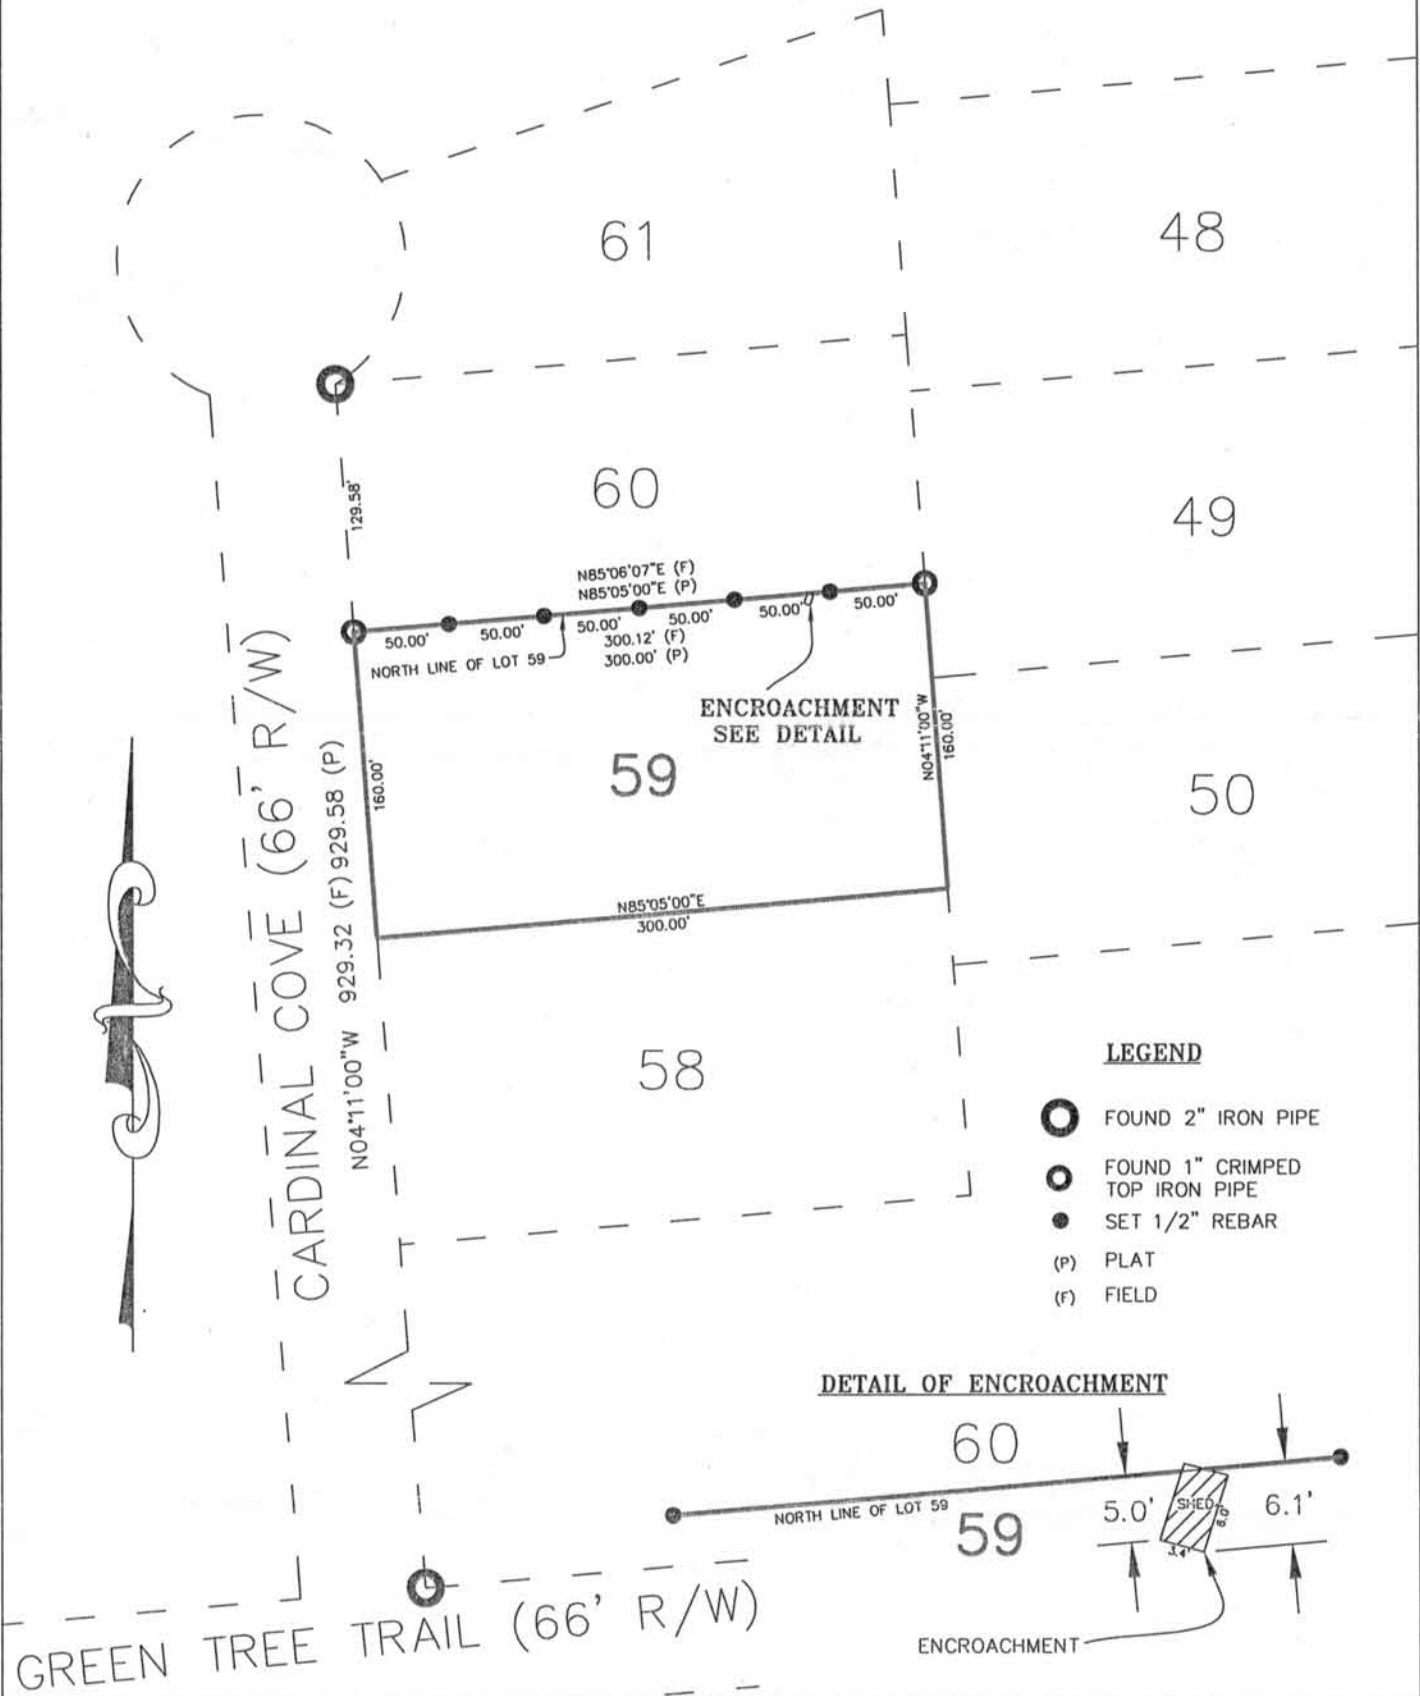 61
48
60
49
129.58'
N85°06'07"E (F)
N85°05'00"E (P)
50.00'
50.00'
50.00'
50.00'
50.00'
50.00'
300.12' (F)
300.00' (P)
NORTH LINE OF LOT 59
ENCROACHMENT
SEE DETAIL
59
160.00'
N04°11'00"W
160.00'
50
N85°05'00"E
300.00'
CARDINAL COVE (66' R/W)
N04°11'00"W 929.32 (F) 929.58 (P)
58
LEGEND
FOUND 2" IRON PIPE
FOUND 1" CRIMPED
TOP IRON PIPE
SET 1/2" REBAR
(P) PLAT
(F) FIELD
DETAIL OF ENCROACHMENT
60
NORTH LINE OF LOT 59
59
5.0'
SHED
3.4'
6.1'
ENCROACHMENT
GREEN TREE TRAIL (66' R/W)